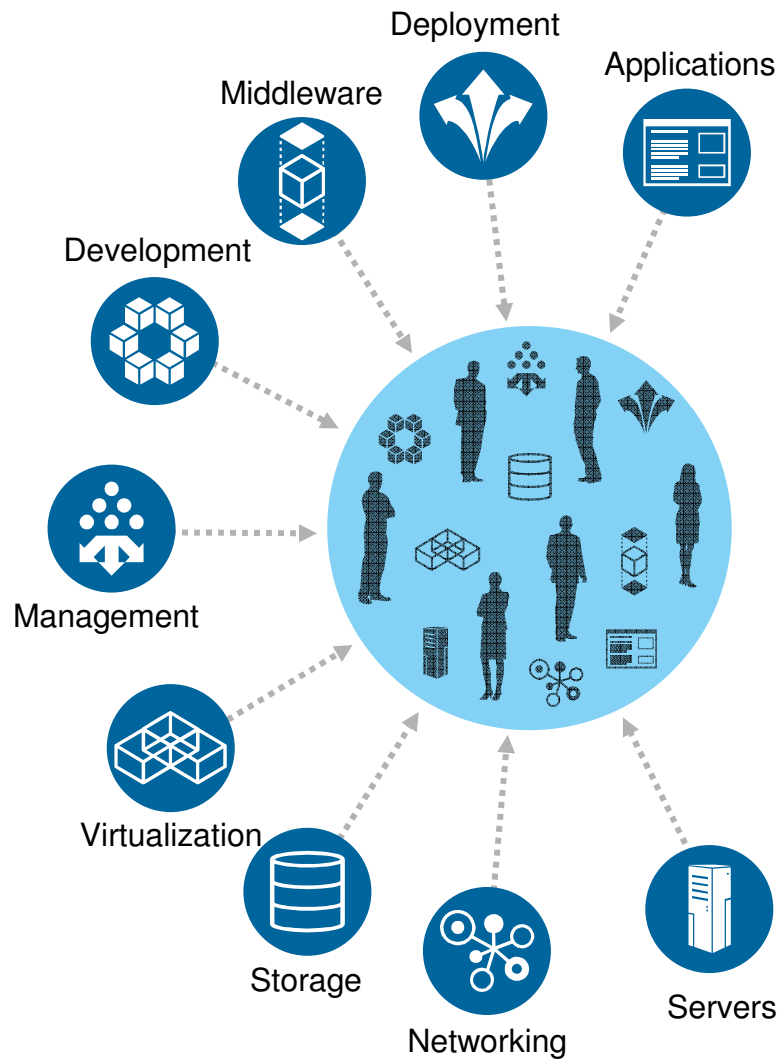 Deployment
Applications
Middleware
Development
Management
Virtualization
Storage
Servers
Networking